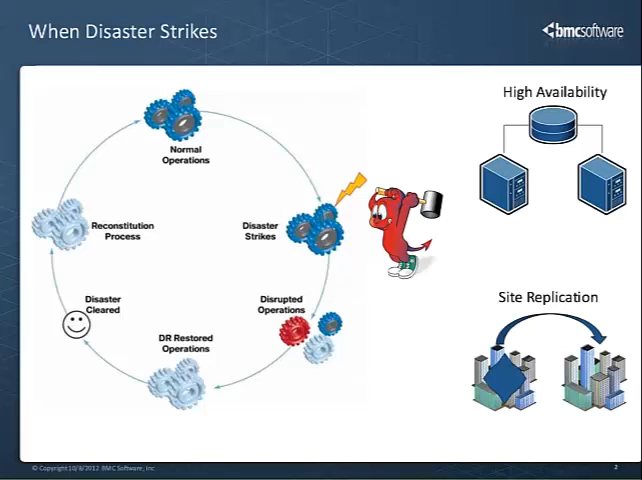 When Disaster Strikes
bmcsoftware
High Availability
Normal
Operations
Reconstitution
Process
Disaster
Strikes
Disaster
Cleared
Disrupted
Operations
DR Restored
Operations
Site Replication
© Copyright 10/8/2012 BMC Software, Inc
2